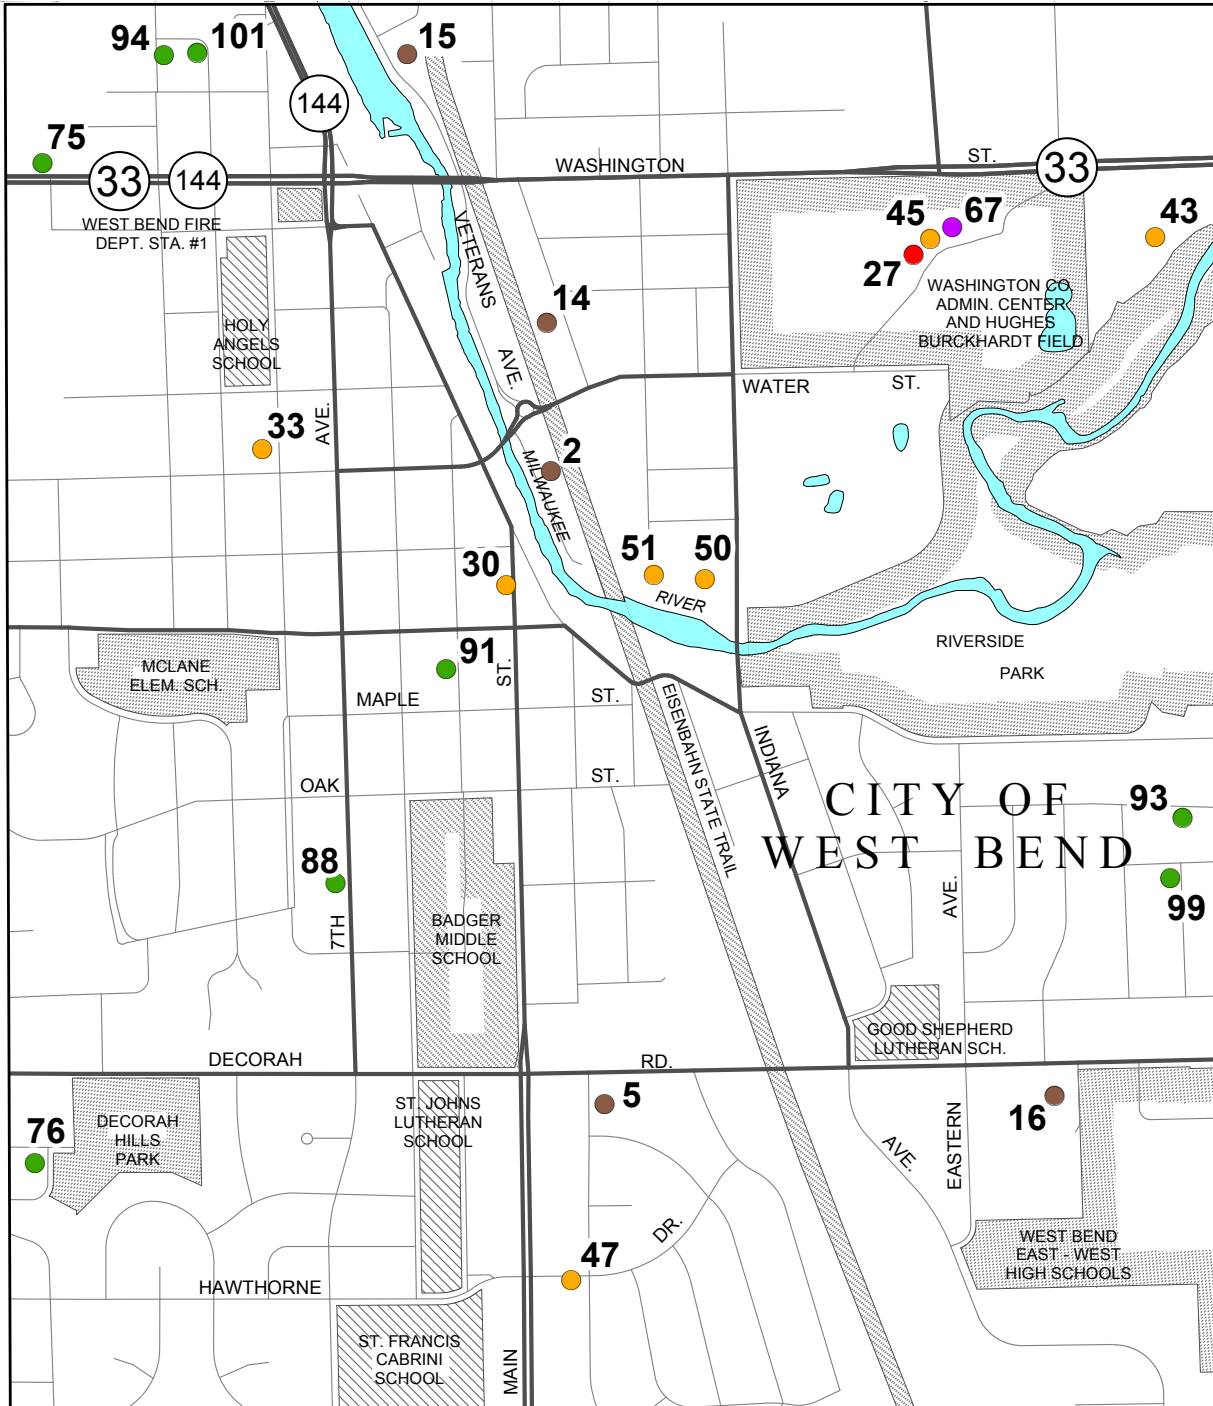 94
101
15
144
75
33
144
WASHINGTON
ST.
33
WEST BEND FIRE
DEPT. STA. #1
VETERANS
AVE.
45
67
43
27
WASHINGTON CO.
ADMIN. CENTER
AND HUGHES
BURCKHARDT FIELD
14
HOLY
ANGELS
SCHOOL
WATER
ST.
33
AVE.
2
MILWAUKEE
RIVER
30
51
50
RIVERSIDE
PARK
MCLANE
ELEM. SCH.
91
ST.
MAPLE
ST.
EISENBAHN STATE TRAIL
INDIANA
OAK
ST.
CITY OF
WEST BEND
93
88
99
7TH
AVE.
BADGER
MIDDLE
SCHOOL
GOOD SHEPHERD
LUTHERAN SCH.
DECORAH
RD.
76
DECORAH
HILLS
PARK
ST. JOHNS
LUTHERAN
SCHOOL
5
16
AVE.
EASTERN
DR.
47
WEST BEND
EAST - WEST
HIGH SCHOOLS
HAWTHORNE
ST. FRANCIS
CABRINI
SCHOOL
MAIN